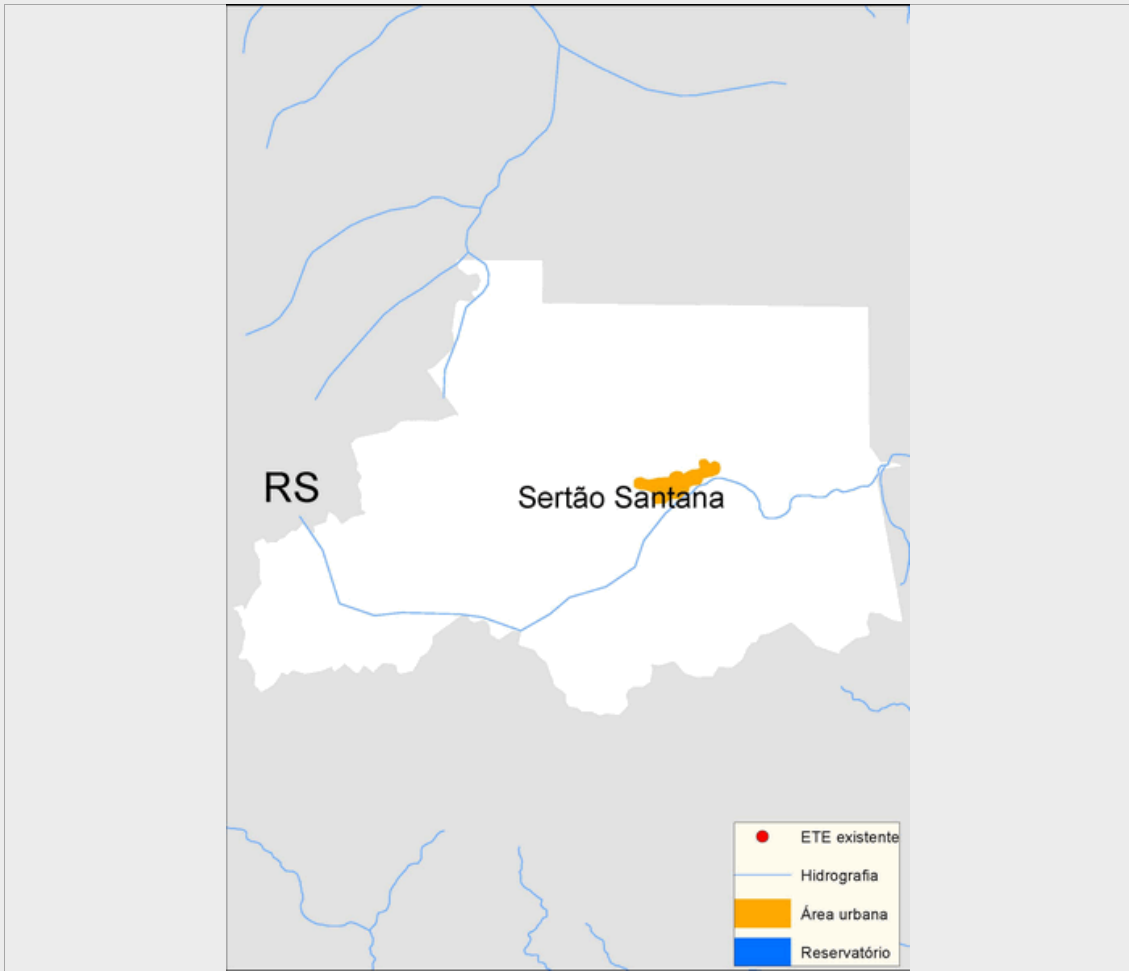 RS
Sertão Santana
ETE existente
Hidrografia
Área urbana
Reservatório